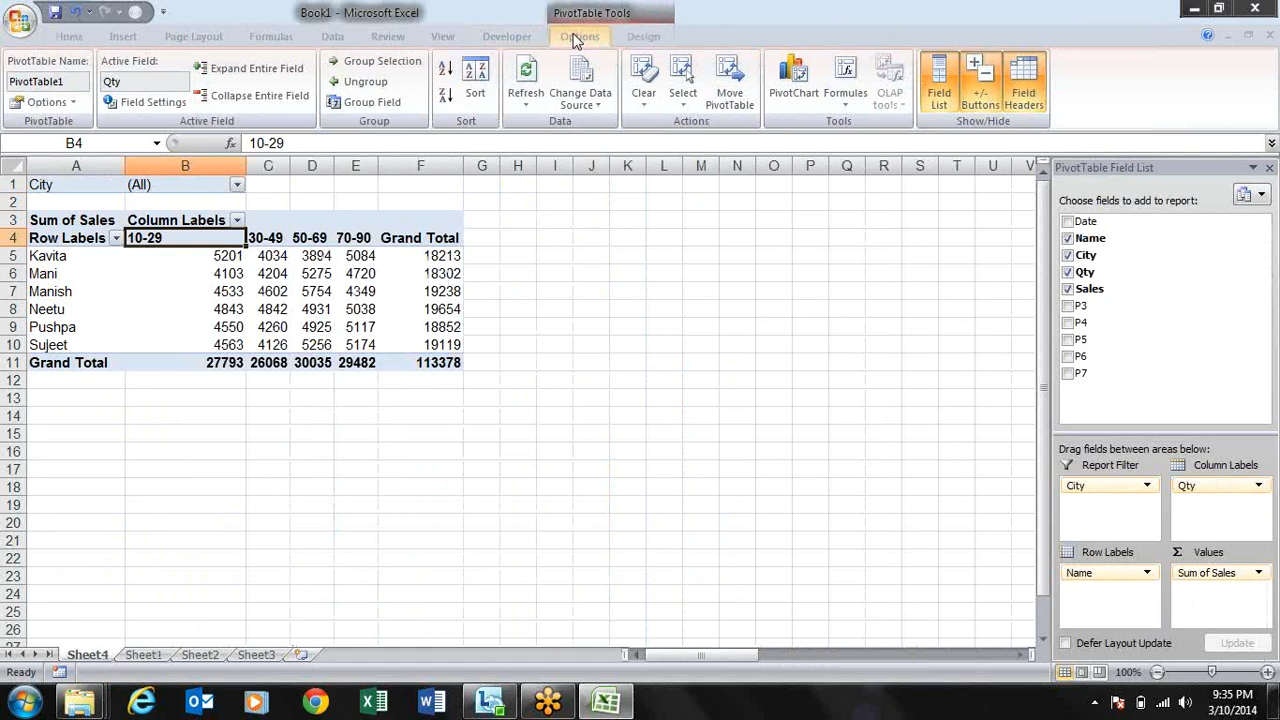 Book1 - Microsoft Excel
PivotTable Tools
Home Insert Page Layout Formulas Data Review View Developer Options Design
PivotTable Name: Active Field: Expand Entire Field Group Selection
PivotTable1 Qty Collapse Entire Field Ungroup
Options Field Settings Group Field
Sort Refresh Change Data Source Clear Select Move PivotTable PivotChart Formulas OLAP tools Field List +/- Buttons Field Headers
PivotTable Active Field Group Sort Data Actions Tools Show/Hide
B4 fx 10-29
A B C D E F G H I J K L M N O P Q R S T U V
1 City (All)
2
3 Sum of Sales Column Labels
4 Row Labels 10-29 30-49 50-69 70-90 Grand Total
5 Kavita 5201 4034 3894 5084 18213
6 Mani 4103 4204 5275 4720 18302
7 Manish 4533 4602 5754 4349 19238
8 Neetu 4843 4842 4931 5038 19654
9 Pushpa 4550 4260 4925 5117 18852
10 Sujeet 4563 4126 5256 5174 19119
11 Grand Total 27793 26068 30035 29482 113378
12
13
14
15
16
17
18
19
20
21
22
23
24
25
26
27
PivotTable Field List
Choose fields to add to report:
Date
Name
City
Qty
Sales
P3
P4
P5
P6
P7
Drag fields between areas below:
Report Filter Column Labels
City Qty
Row Labels Σ Values
Name Sum of Sales
Defer Layout Update Update
Sheet4 Sheet1 Sheet2 Sheet3
Ready 100%
9:35 PM
3/10/2014